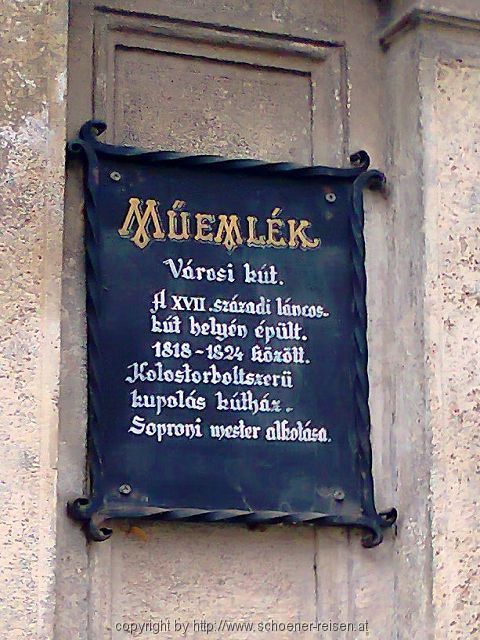 MŰEMLÉK
Városi kút.
A XVII. századi láncos-
kút helyén épült.
1818-1824 között.
Kolostorboltszerű
kupolás kútház.
Soproni mester alkotása.
copyright by http://www.schoener-reisen.at